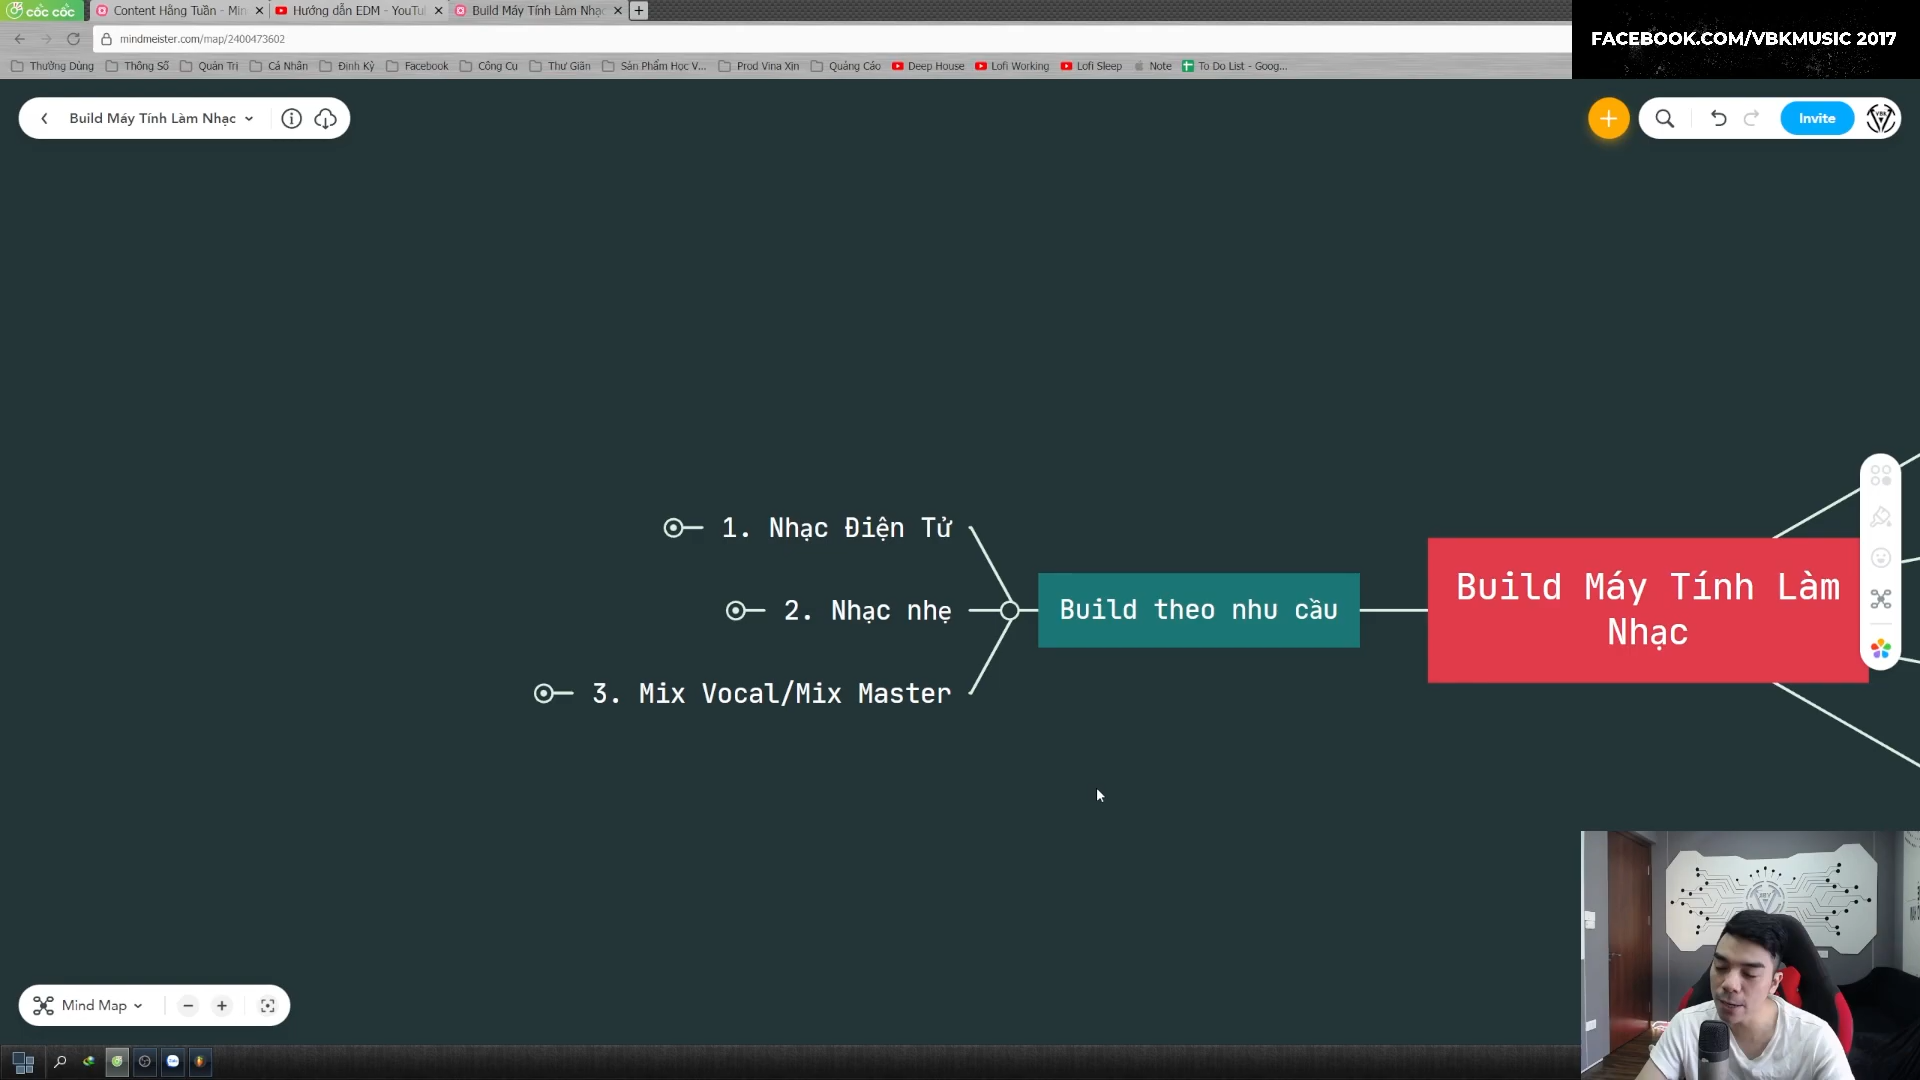 cốc cốc
Content Hằng Tuần - Min
Hướng dẫn EDM - YouTu
Build Máy Tính Làm Nhạc
mindmeister.com/map/2400473602
FACEBOOK.COM/VBKMUSIC 2017
Thường Dùng
Thông Số
Quản Trị
Cá Nhân
Định Kỳ
Facebook
Công Cụ
Thư Giãn
Sản Phẩm Học V...
Prod Vina Xịn
Quảng Cáo
Deep House
Lofi Working
Lofi Sleep
Note
To Do List - Goog...
Build Máy Tính Làm Nhạc
Invite
1. Nhạc Điện Tử
2. Nhạc nhẹ
3. Mix Vocal/Mix Master
Build theo nhu cầu
Build Máy Tính Làm
Nhạc
Mind Map